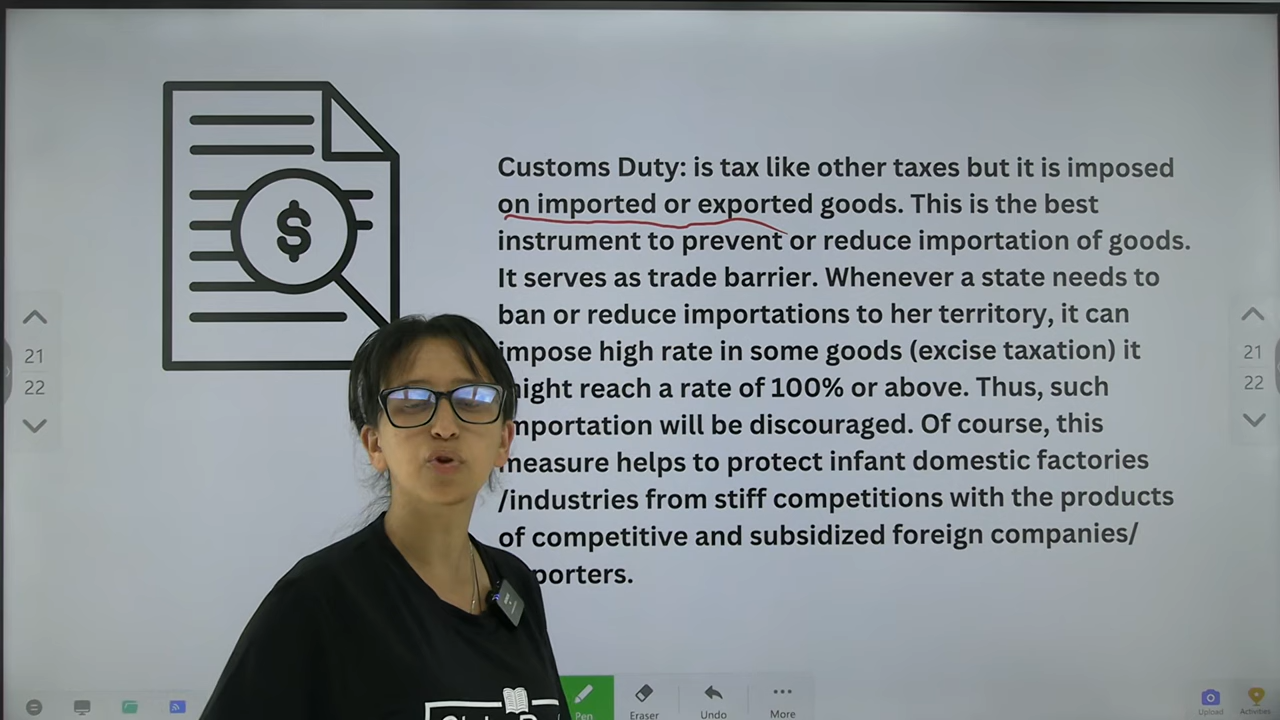 Customs Duty: is tax like other taxes but it is imposed
on imported or exported goods. This is the best
instrument to prevent or reduce importation of goods.
It serves as trade barrier. Whenever a state needs to
ban or reduce importations to her territory, it can
impose high rate in some goods (excise taxation) it
might reach a rate of 100% or above. Thus, such
importation will be discouraged. Of course, this
measure helps to protect infant domestic factories
/industries from stiff competitions with the products
of competitive and subsidized foreign companies/
porters.
$
21
22
21
22
Pen
Eraser
Undo
More
Upload
Activities